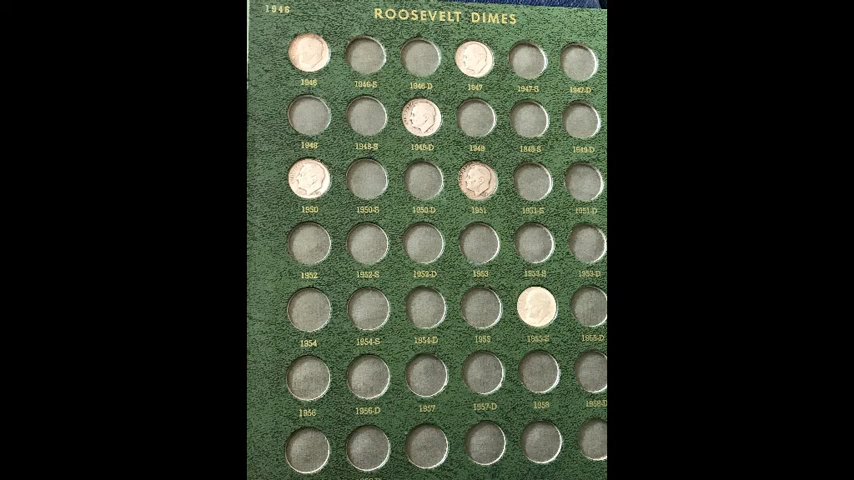 1946
ROOSEVELT DIMES
1946 1946-S 1946-D 1947 1947-S 1947-D
1948 1948-S 1948-D 1949 1949-S 1949-D
1950 1950-S 1950-D 1951 1951-S 1951-D
1952 1952-S 1952-D 1953 1953-S 1953-D
1954 1954-S 1954-D 1955 1955-S 1955-D
1956 1956-D 1957 1957-D 1958 1958-D